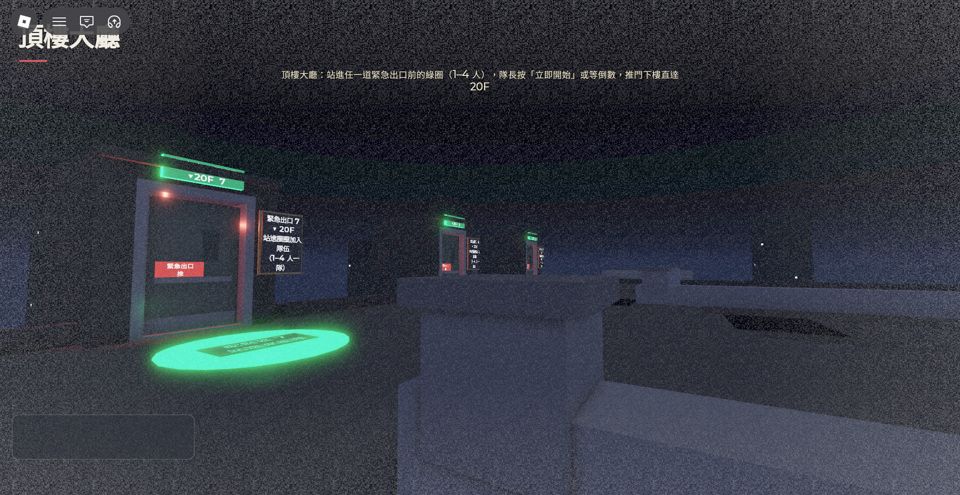 頂樓大廳
頂樓大廳：站進任一道緊急出口前的綠圈（1–4 人），隊長按「立即開始」或等倒數，推門下樓直達
20F
▼20F 7
緊急出口 7
▼ 20F
站進圈圈加入
隊伍
（1–4 人一
隊）
緊急出口
推